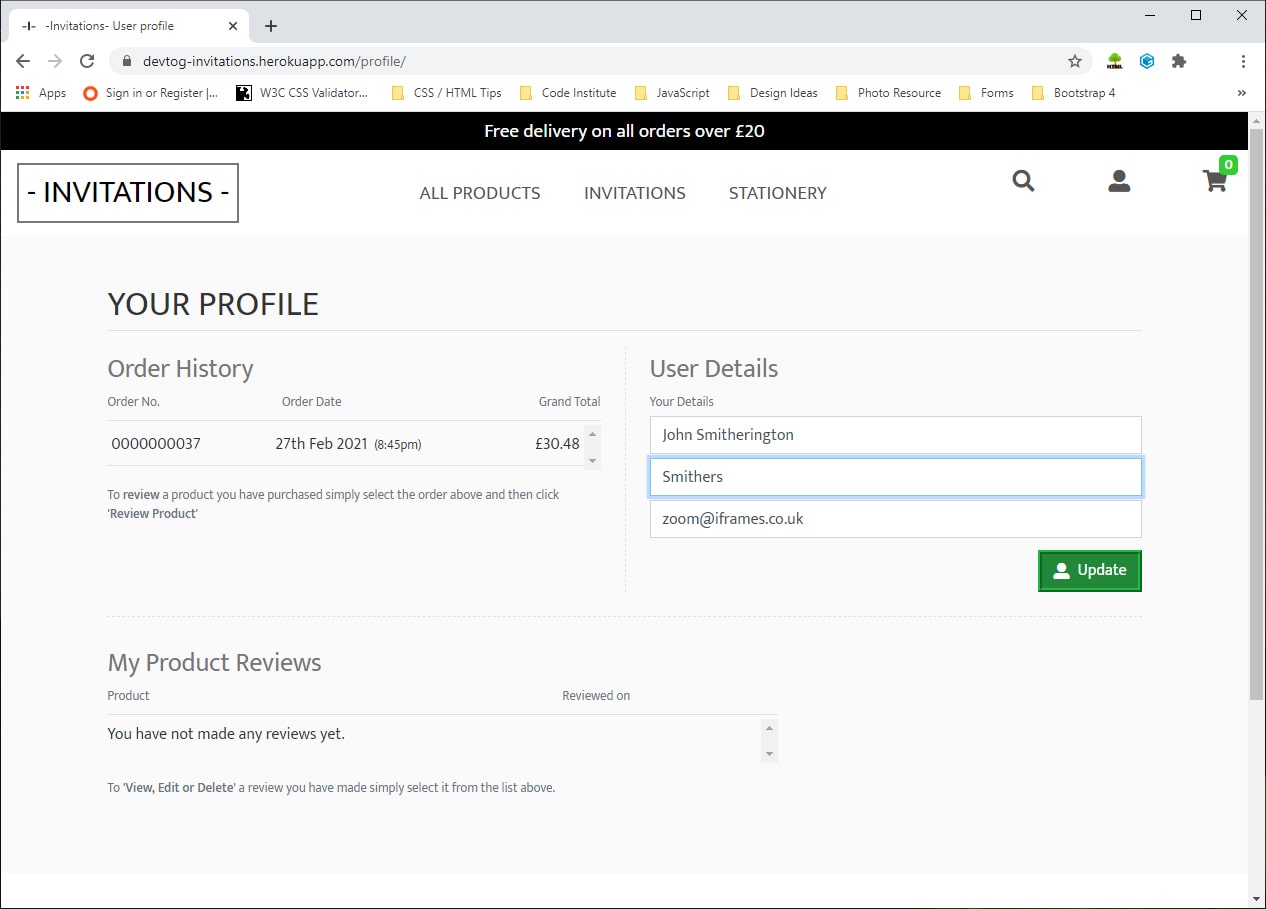 -I- -Invitations- User profile
devtog-invitations.herokuapp.com/profile/
Apps Sign in or Register |... W3C CSS Validator... CSS / HTML Tips Code Institute JavaScript Design Ideas Photo Resource Forms Bootstrap 4 »
Free delivery on all orders over £20
- INVITATIONS - ALL PRODUCTS INVITATIONS STATIONERY 0
YOUR PROFILE
Order History
Order No. Order Date Grand Total
0000000037 27th Feb 2021 (8:45pm) £30.48
To review a product you have purchased simply select the order above and then click
'Review Product'
User Details
Your Details
John Smitherington
Smithers
zoom@iframes.co.uk
Update
My Product Reviews
Product Reviewed on
You have not made any reviews yet.
To 'View, Edit or Delete' a review you have made simply select it from the list above.